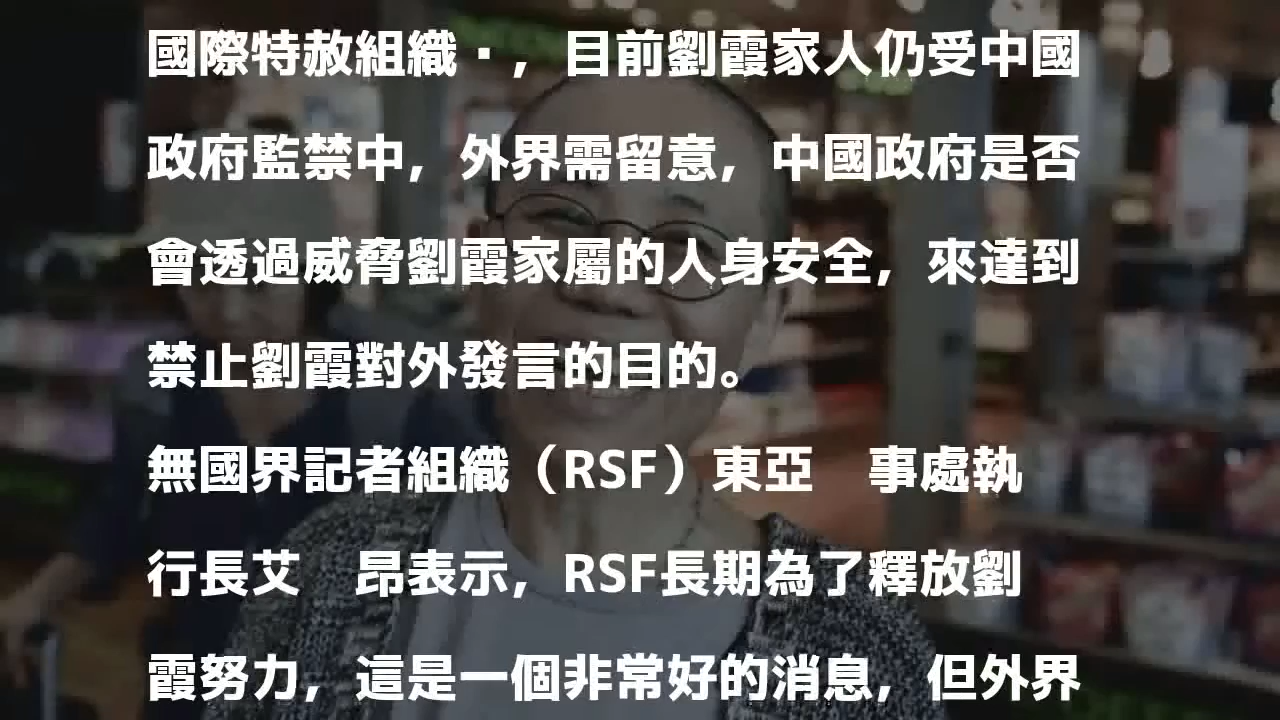 國際特赦組織·，目前劉霞家人仍受中國
政府監禁中，外界需留意，中國政府是否
會透過威脅劉霞家屬的人身安全，來達到
禁止劉霞對外發言的目的。
無國界記者組織（RSF）東亞　事處執
行長艾　昂表示，RSF長期為了釋放劉
霞努力，這是一個非常好的消息，但外界